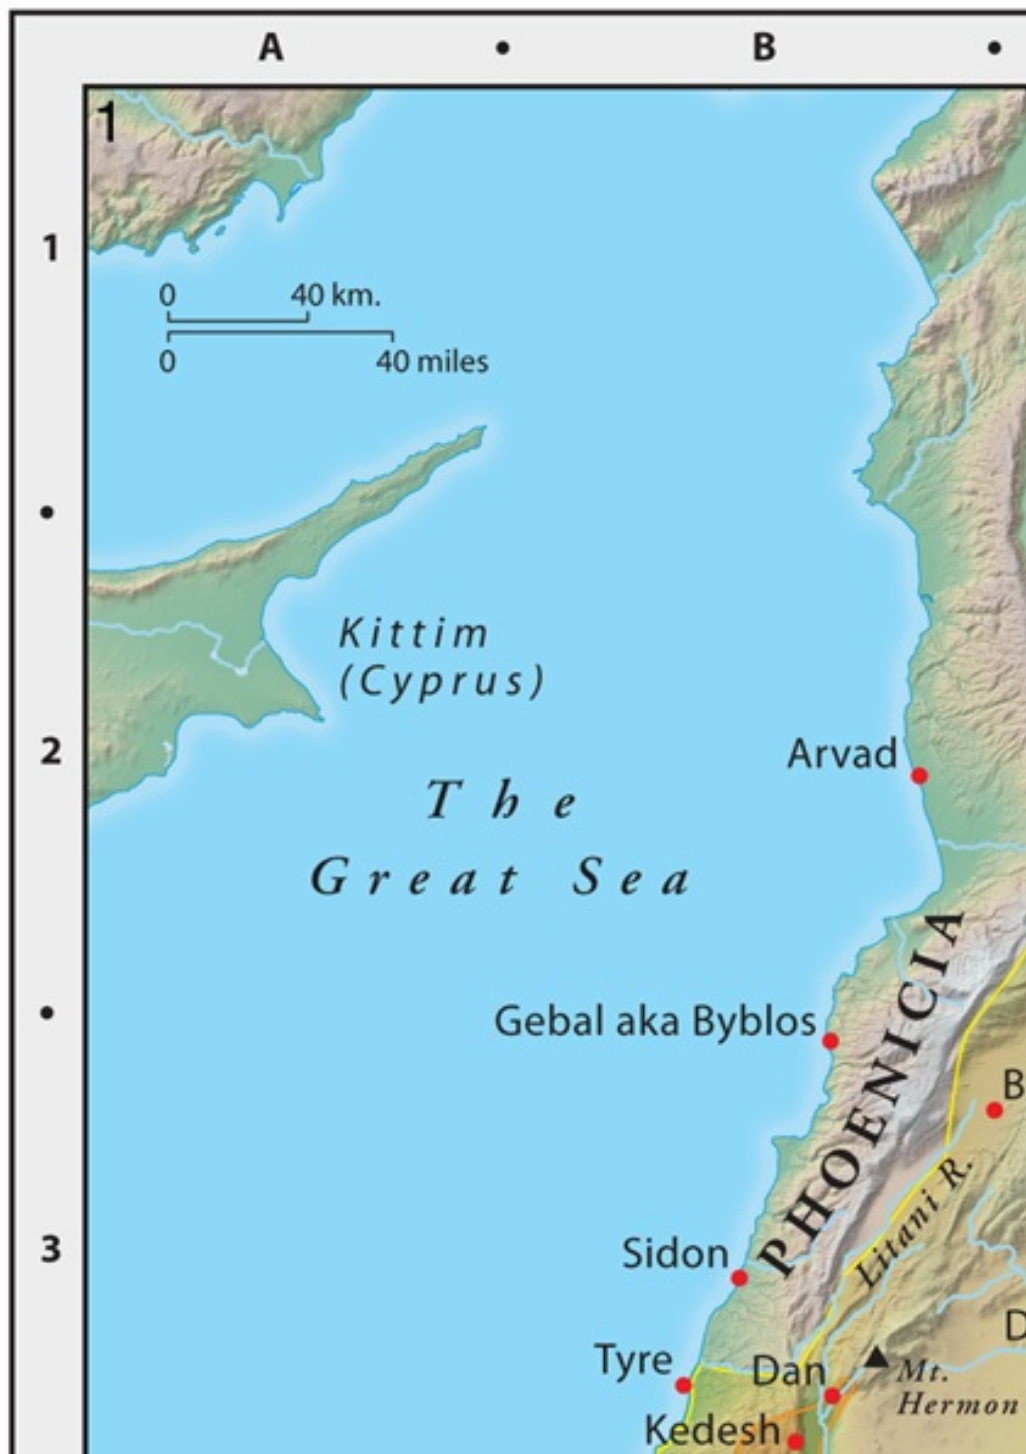 A
B
1
1
0
40 km.
0
40 miles
Kittim
(Cyprus)
2
Arvad
The
Great Sea
Gebal aka Byblos
PHOENICIA
B
Litani R.
3
Sidon
D
Tyre
Dan
Mt.
Hermon
Kedesh